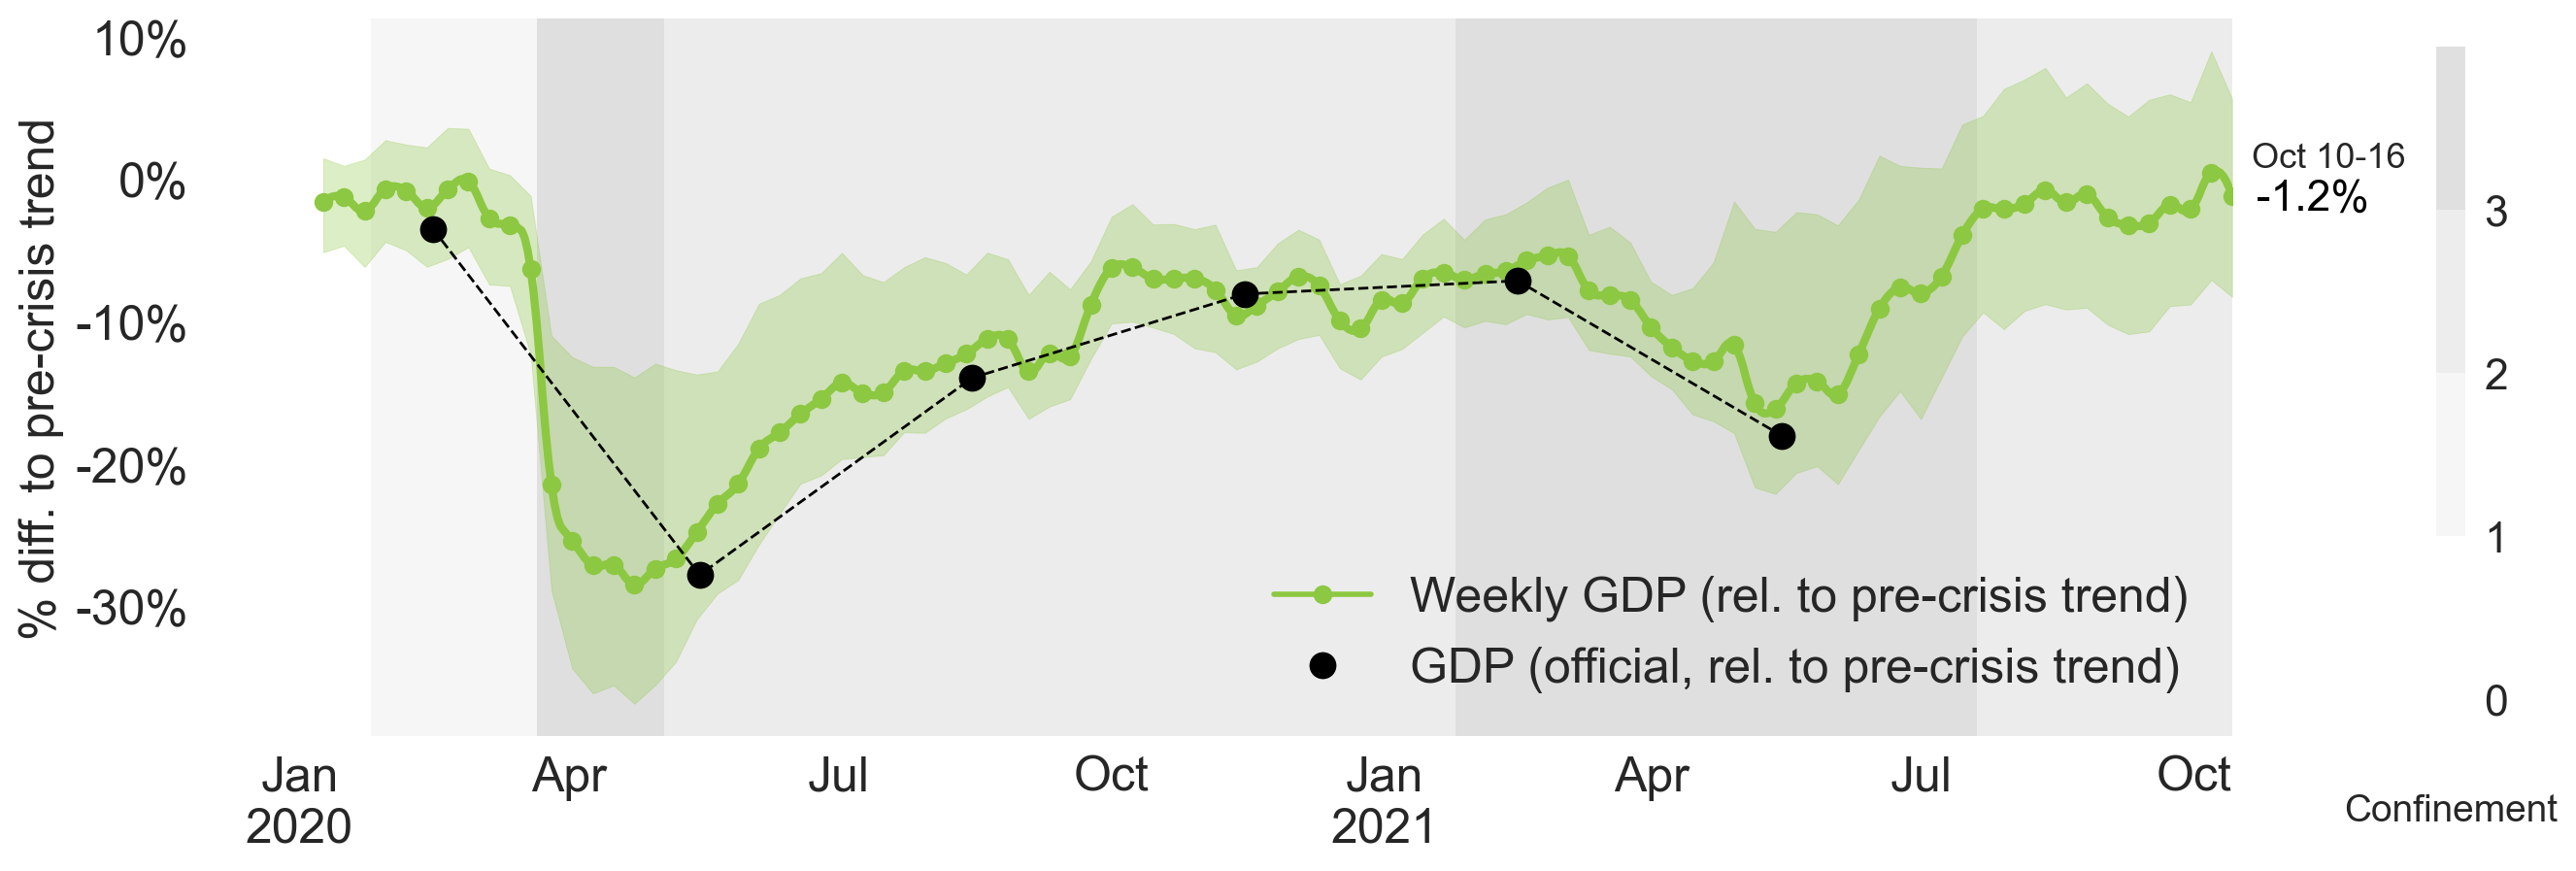 % diff. to pre-crisis trend
10%
0%
-10%
-20%
-30%
Oct 10-16
-1.2%
Weekly GDP (rel. to pre-crisis trend)
GDP (official, rel. to pre-crisis trend)
Jan Apr Jul Oct Jan Apr Jul Oct
2020 2021
3
2
1
0
Confinement